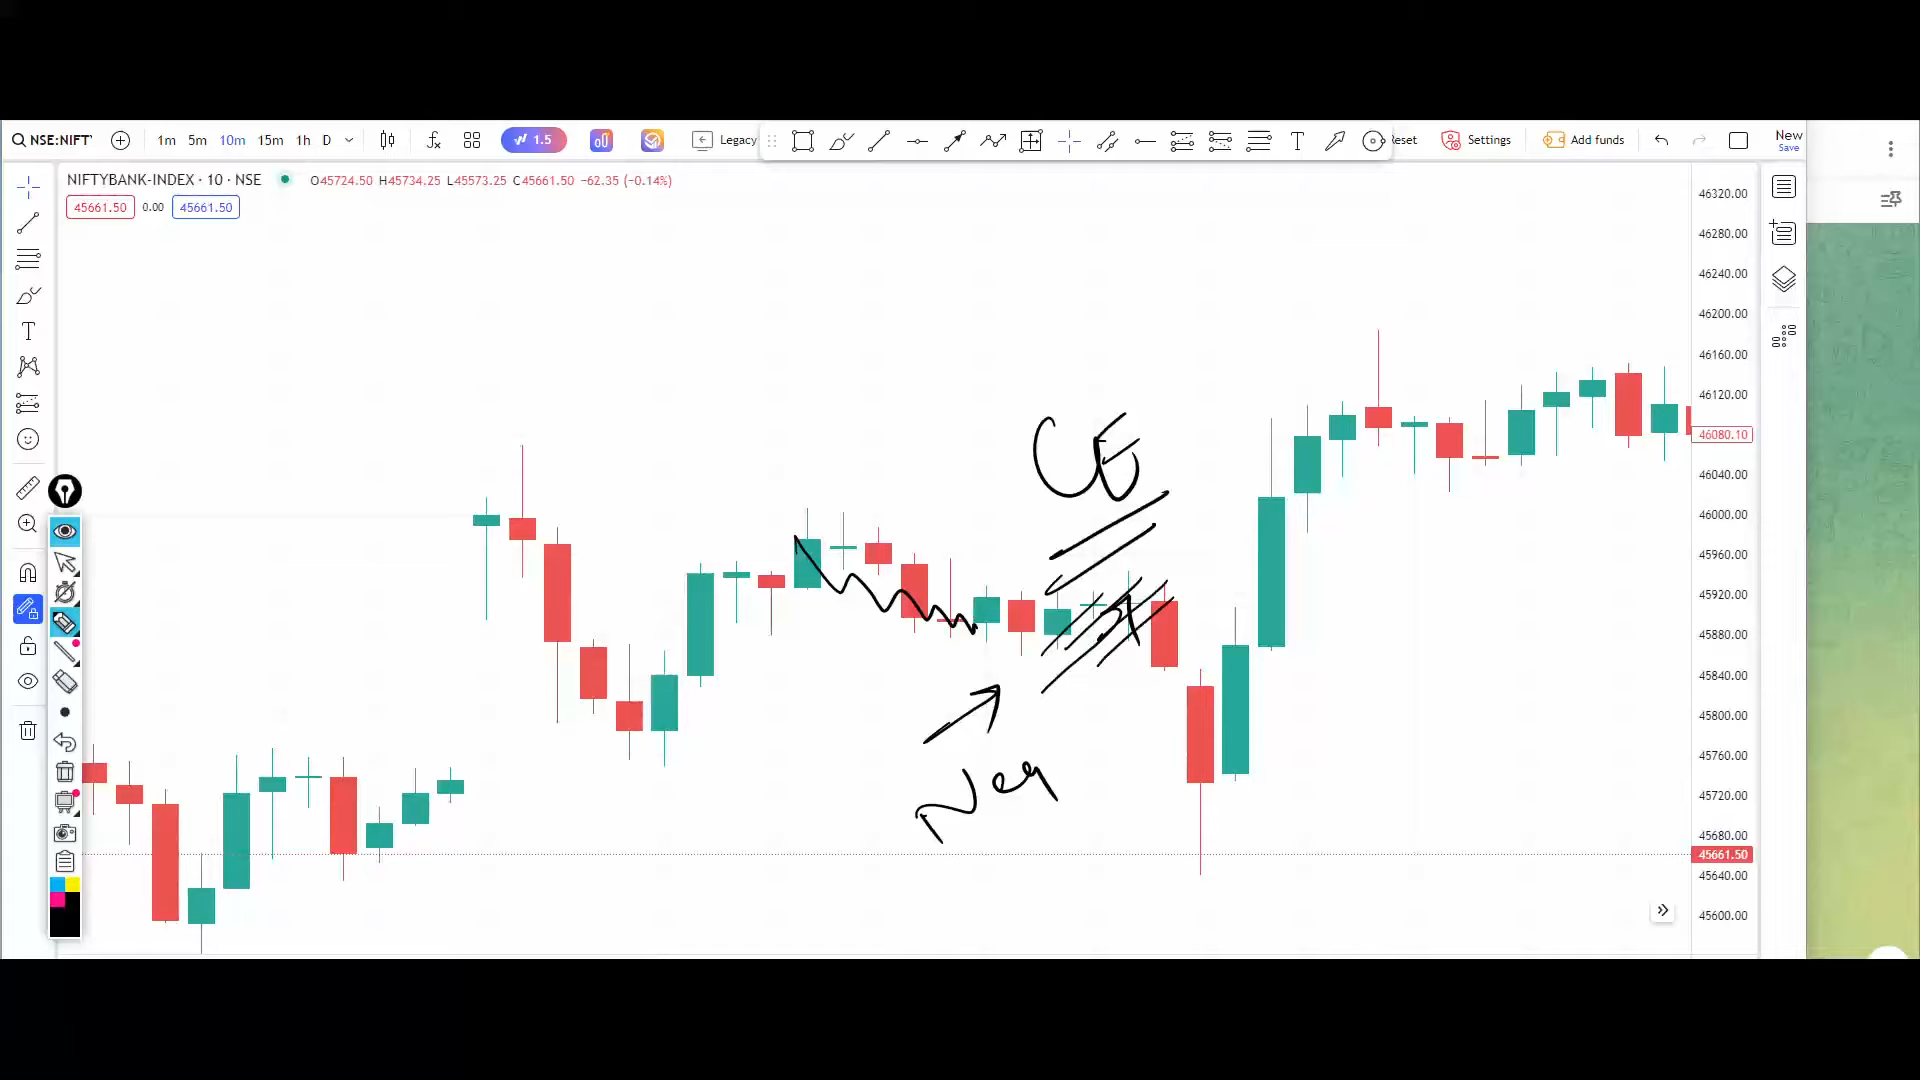 NSE:NIFTY
1m 5m 10m 15m 1h D
1.5
Legacy
Reset
Settings
Add funds
New
Save
NIFTYBANK-INDEX · 10 · NSE
O45724.50 H45734.25 L45573.25 C45661.50 −62.35 (−0.14%)
45661.50 0.00 45661.50
46320.00
46280.00
46240.00
46200.00
46160.00
46120.00
46080.10
46040.00
46000.00
45960.00
45920.00
45880.00
45840.00
45800.00
45760.00
45720.00
45680.00
45661.50
45640.00
45600.00
CE
Neg